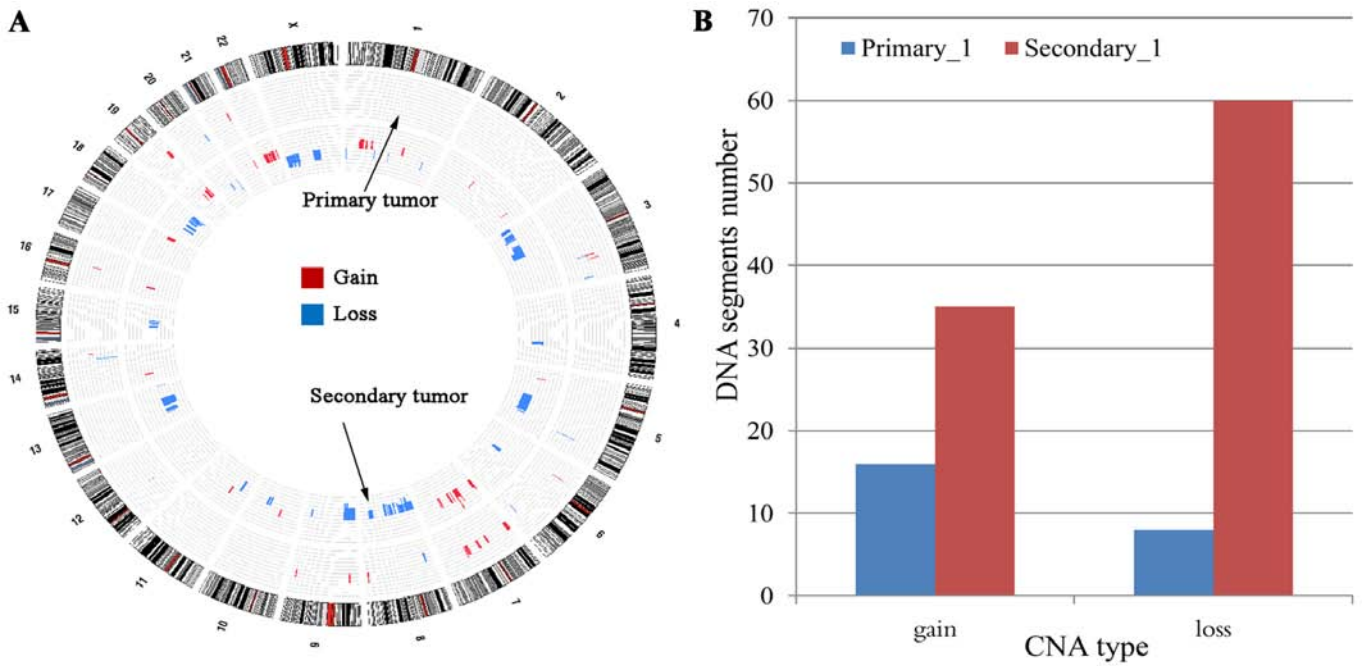 A
1
2
3
4
5
6
7
8
9
10
11
12
13
14
15
16
17
18
19
20
21
22
X
Primary tumor
Gain
Loss
Secondary tumor
B
Primary_1 Secondary_1
DNA segments number
70
60
50
40
30
20
10
0
gain loss
CNA type